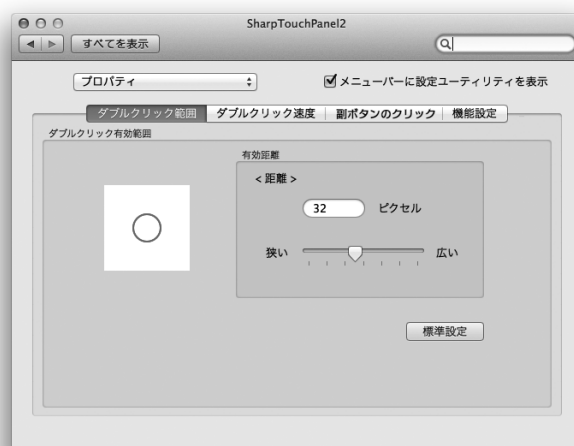 SharpTouchPanel2
すべてを表示
プロパティ
メニューバーに設定ユーティリティを表示
ダブルクリック範囲 ダブルクリック速度 副ボタンのクリック 機能設定
ダブルクリック有効範囲
有効距離
<距離>
32 ピクセル
狭い 広い
標準設定